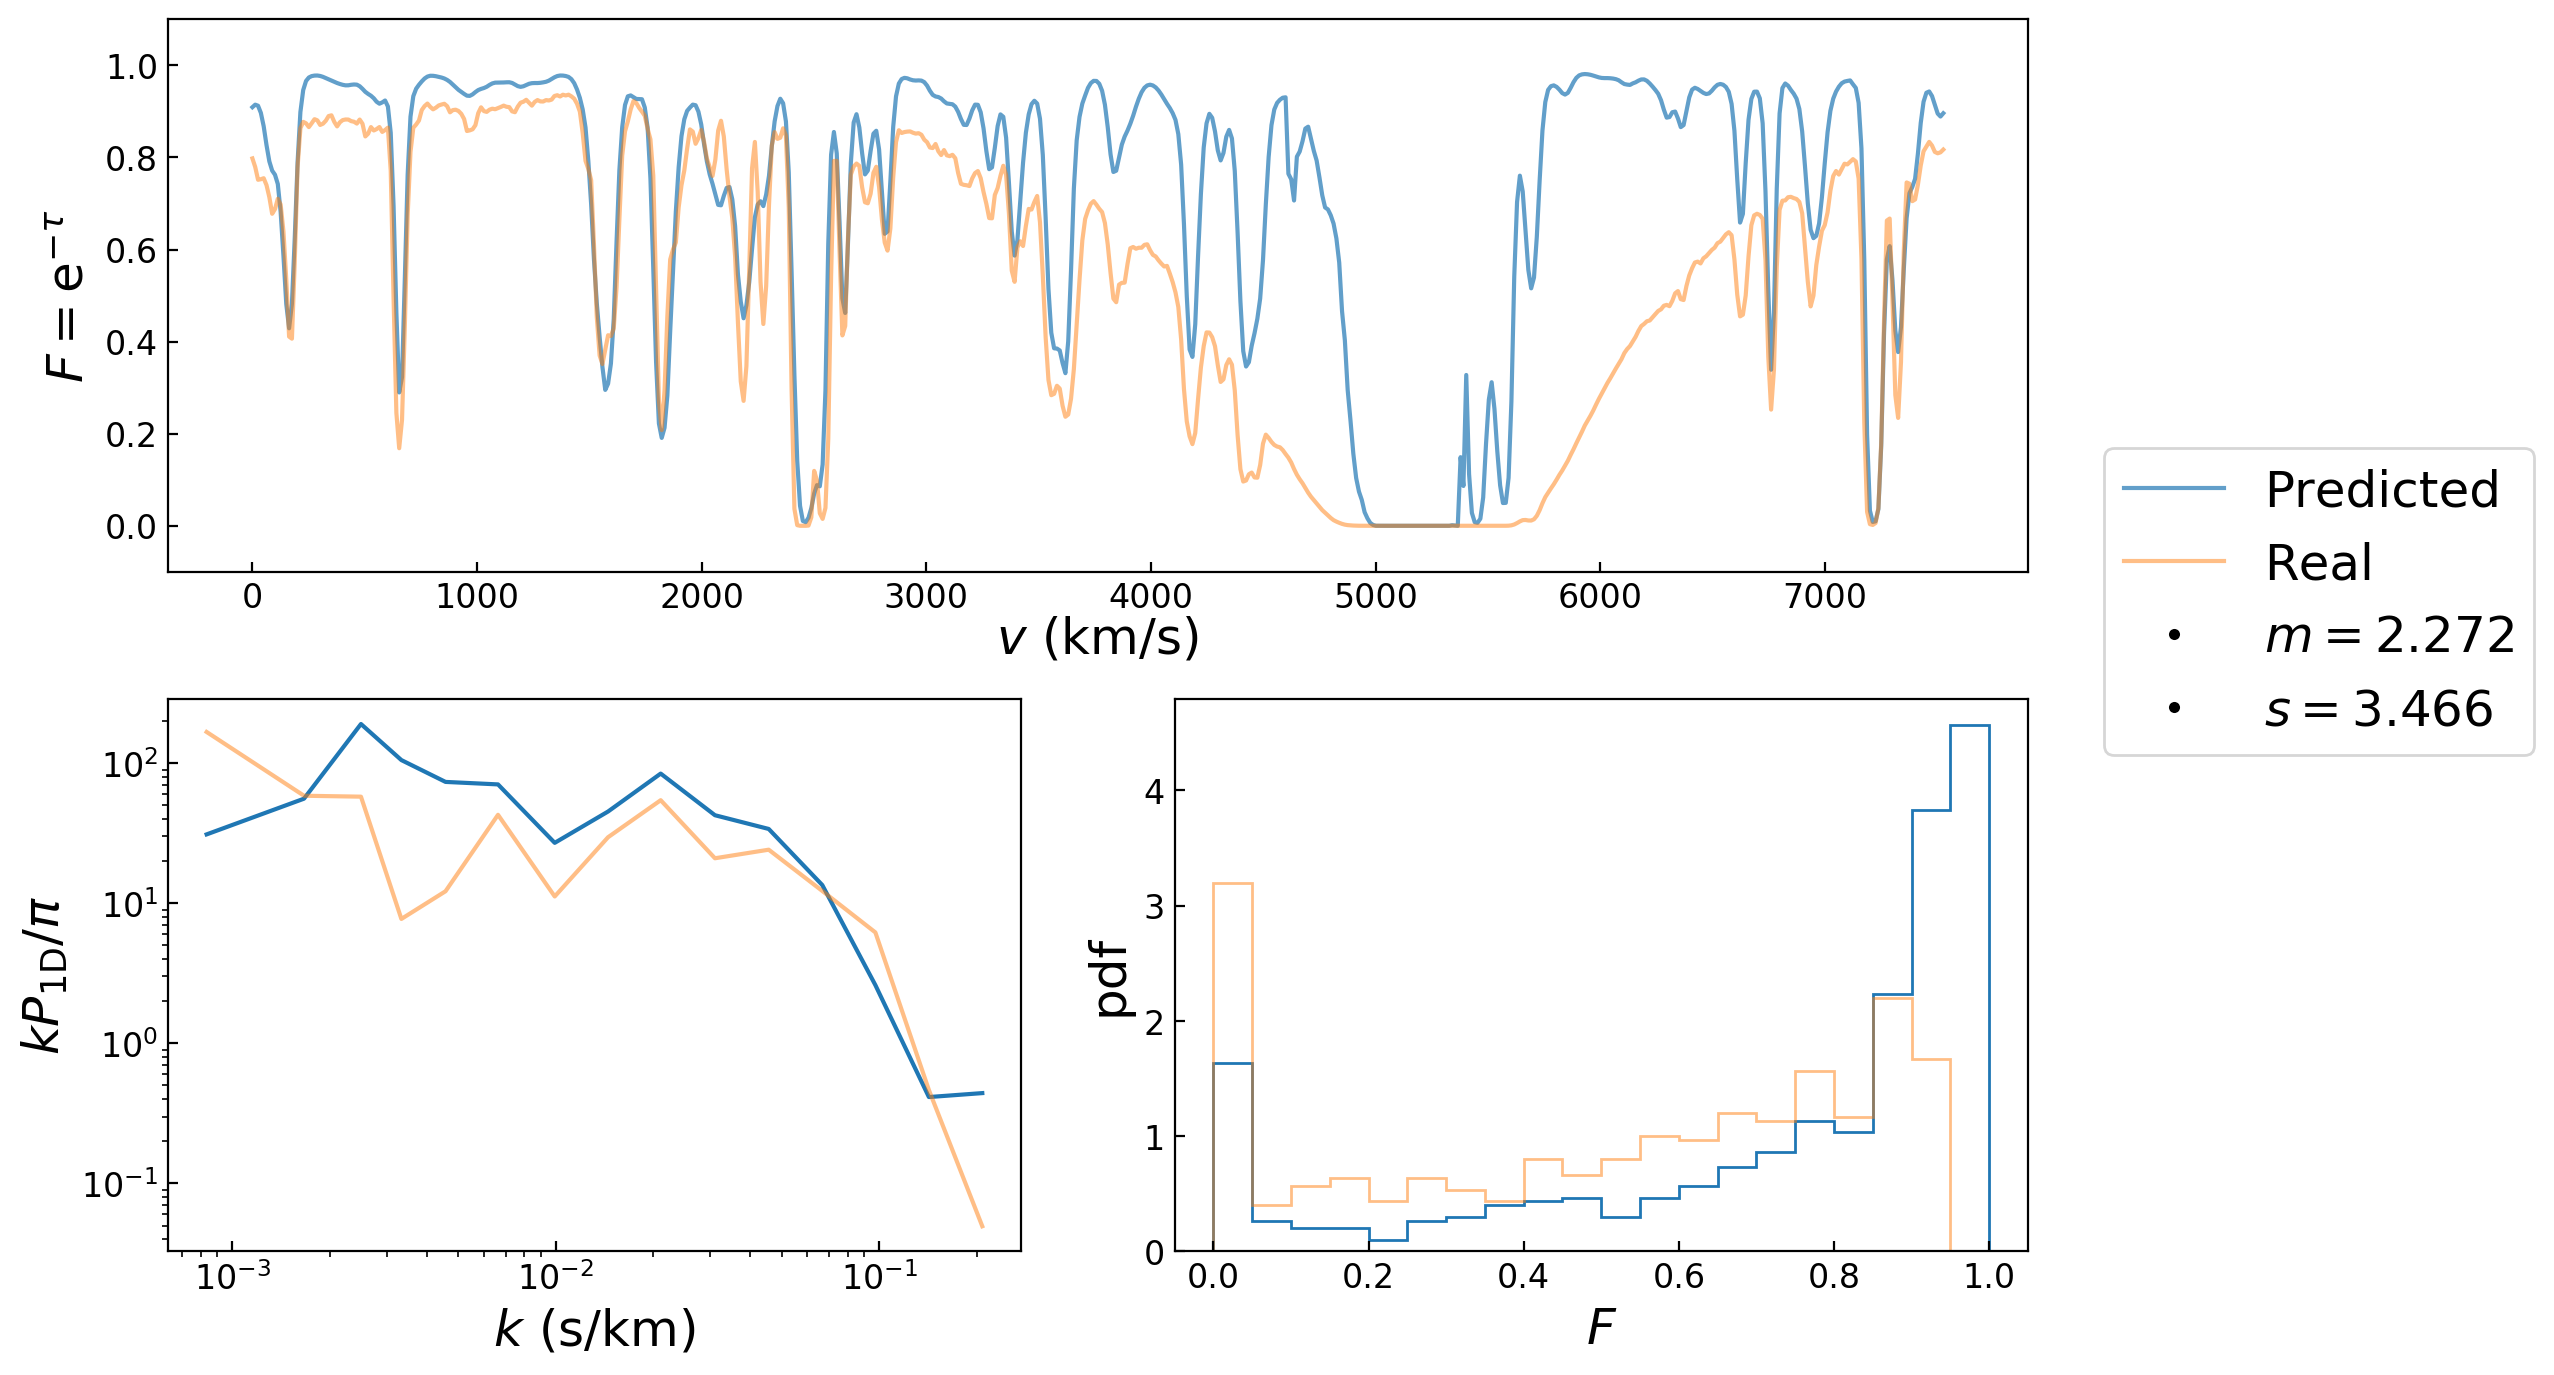 1.0
0.8
0.6
0.4
0.2
0.0
F = e^{-τ}
0 1000 2000 3000 4000 5000 6000 7000
v (km/s)
Predicted
Real
m = 2.272
s = 3.466
10^2
10^1
10^0
10^{-1}
kP_{1D}/π
10^{-3} 10^{-2} 10^{-1}
k (s/km)
4
3
2
1
0
pdf
0.0 0.2 0.4 0.6 0.8 1.0
F